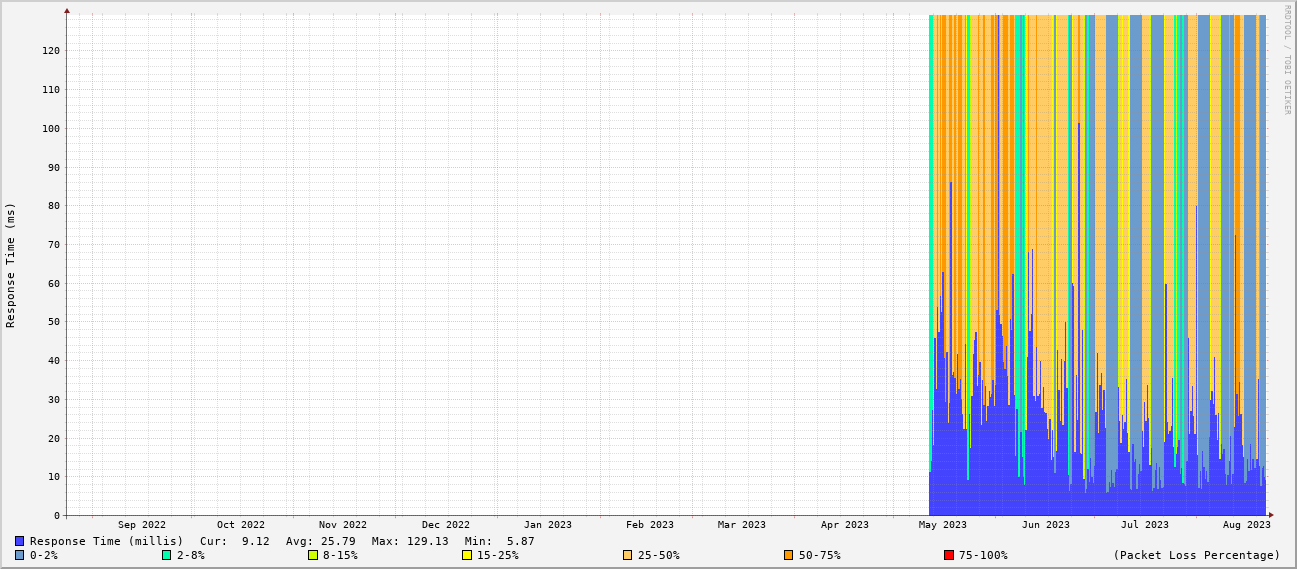 RRDTOOL / TOBI OETIKER
Response Time (ms)
120
110
100
90
80
70
60
50
40
30
20
10
0
Sep 2022 Oct 2022 Nov 2022 Dec 2022 Jan 2023 Feb 2023 Mar 2023 Apr 2023 May 2023 Jun 2023 Jul 2023 Aug 2023
Response Time (millis) Cur: 9.12 Avg: 25.79 Max: 129.13 Min: 5.87
0-2% 2-8% 8-15% 15-25% 25-50% 50-75% 75-100% (Packet Loss Percentage)